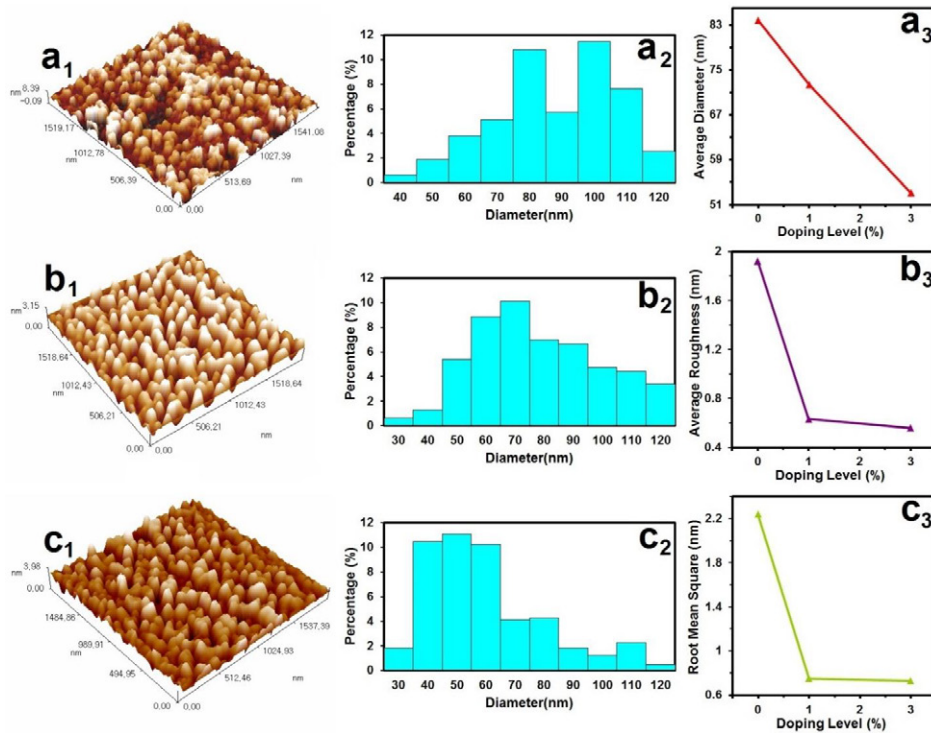 a1
nm 8.39
-0.09
1519.17
1012.78
nm
506.39
0.00
0.00
513.69
1027.39
1541.08
nm
a2
Percentage (%)
12
10
8
6
4
2
0
40 50 60 70 80 90 100 110 120
Diameter(nm)
a3
Average Diameter (nm)
83
75
67
59
51
0 1 2 3
Doping Level (%)
b1
nm 3.15
0.00
1518.64
1012.43
506.21
nm
0.00
0.00
506.21
1012.43
1518.64
nm
b2
Percentage (%)
12
10
8
6
4
2
0
30 40 50 60 70 80 90 100 110 120
Diameter(nm)
b3
Average Roughness (nm)
2
1.6
1.2
0.8
0.4
0 1 2 3
Doping Level (%)
c1
nm 3,98
0.00
1484,86
989,91
494,95
nm
0.00
0.00
512,46
1024,93
1537,39
nm
c2
Percentage (%)
12
10
8
6
4
2
0
30 40 50 60 70 80 90 100 110 120
Diameter(nm)
c3
Root Mean Square (nm)
2.2
1.8
1.4
1
0.6
0 1 2 3
Doping Level (%)